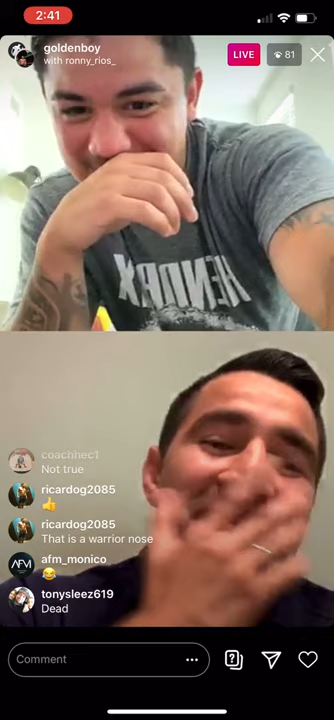 2:41
goldenboy
with ronny_rios_
LIVE
81
HENDRX
coachhec1
Not true
ricardog2085
👍
ricardog2085
That is a warrior nose
AFM
afm_monico
😂
tonysleez619
Dead
Comment